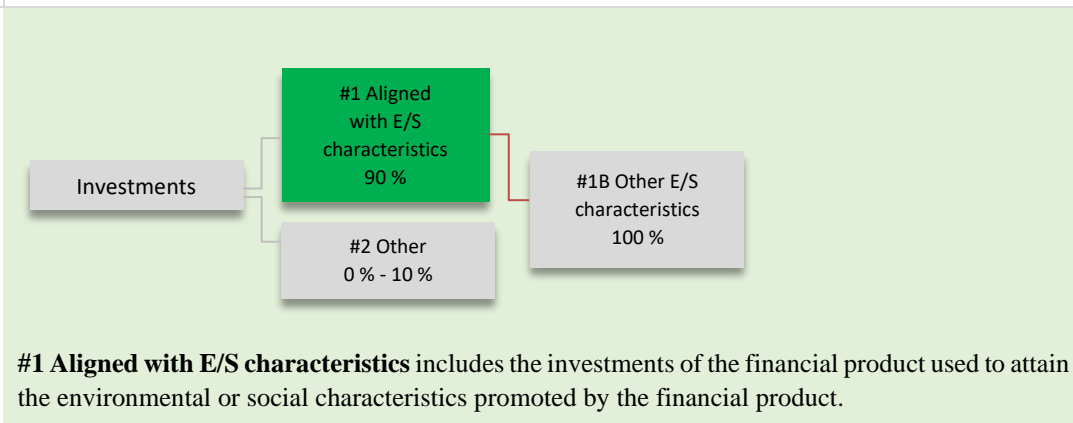 #1 Aligned
with E/S
characteristics
90 %
Investments
#1B Other E/S
characteristics
100 %
#2 Other
0 % - 10 %
#1 Aligned with E/S characteristics includes the investments of the financial product used to attain
the environmental or social characteristics promoted by the financial product.